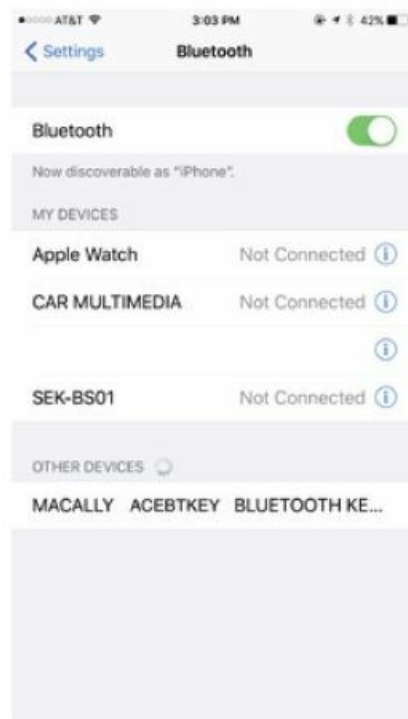 AT&T 3:03 PM 42%
Settings Bluetooth
Bluetooth
Now discoverable as "iPhone".
MY DEVICES
Apple Watch Not Connected
CAR MULTIMEDIA Not Connected
SEK-BS01 Not Connected
OTHER DEVICES
MACALLY ACEBTKEY BLUETOOTH KE...